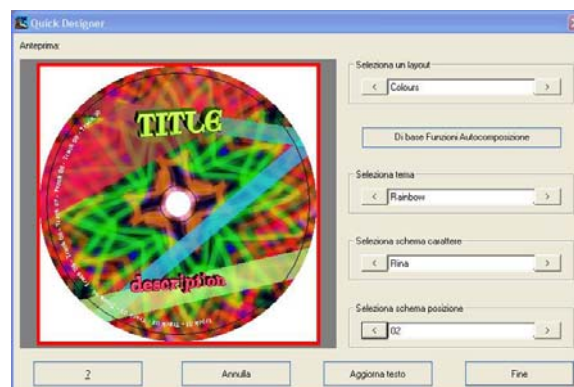 Quick Designer
Anteprima:
TITLE
description
Seleziona un layout
< Colours >
Di base Funzioni Autocomposizione
Seleziona tema
< Rainbow >
Seleziona schema carattere
< Rina >
Seleziona schema posizione
< 02 >
? Annulla Aggiorna testo Fine